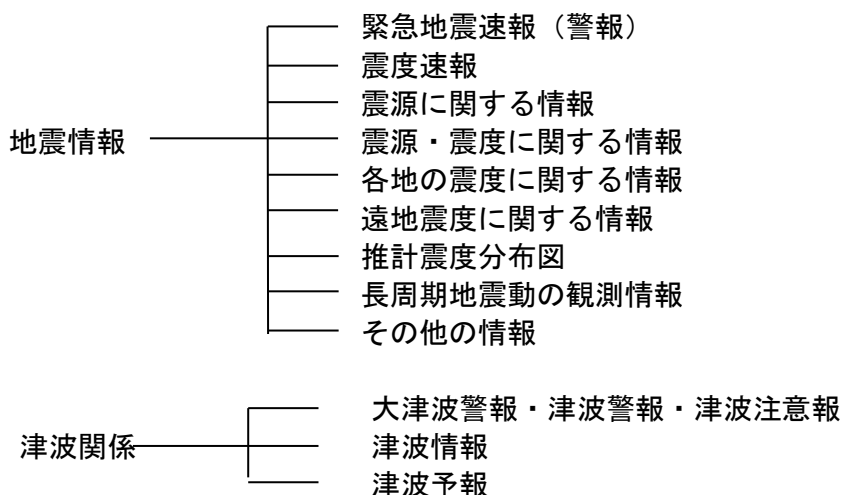 緊急地震速報（警報）
震度速報
震源に関する情報
地震情報
震源・震度に関する情報
各地の震度に関する情報
遠地震度に関する情報
推計震度分布図
長周期地震動の観測情報
その他の情報
大津波警報・津波警報・津波注意報
津波関係
津波情報
津波予報